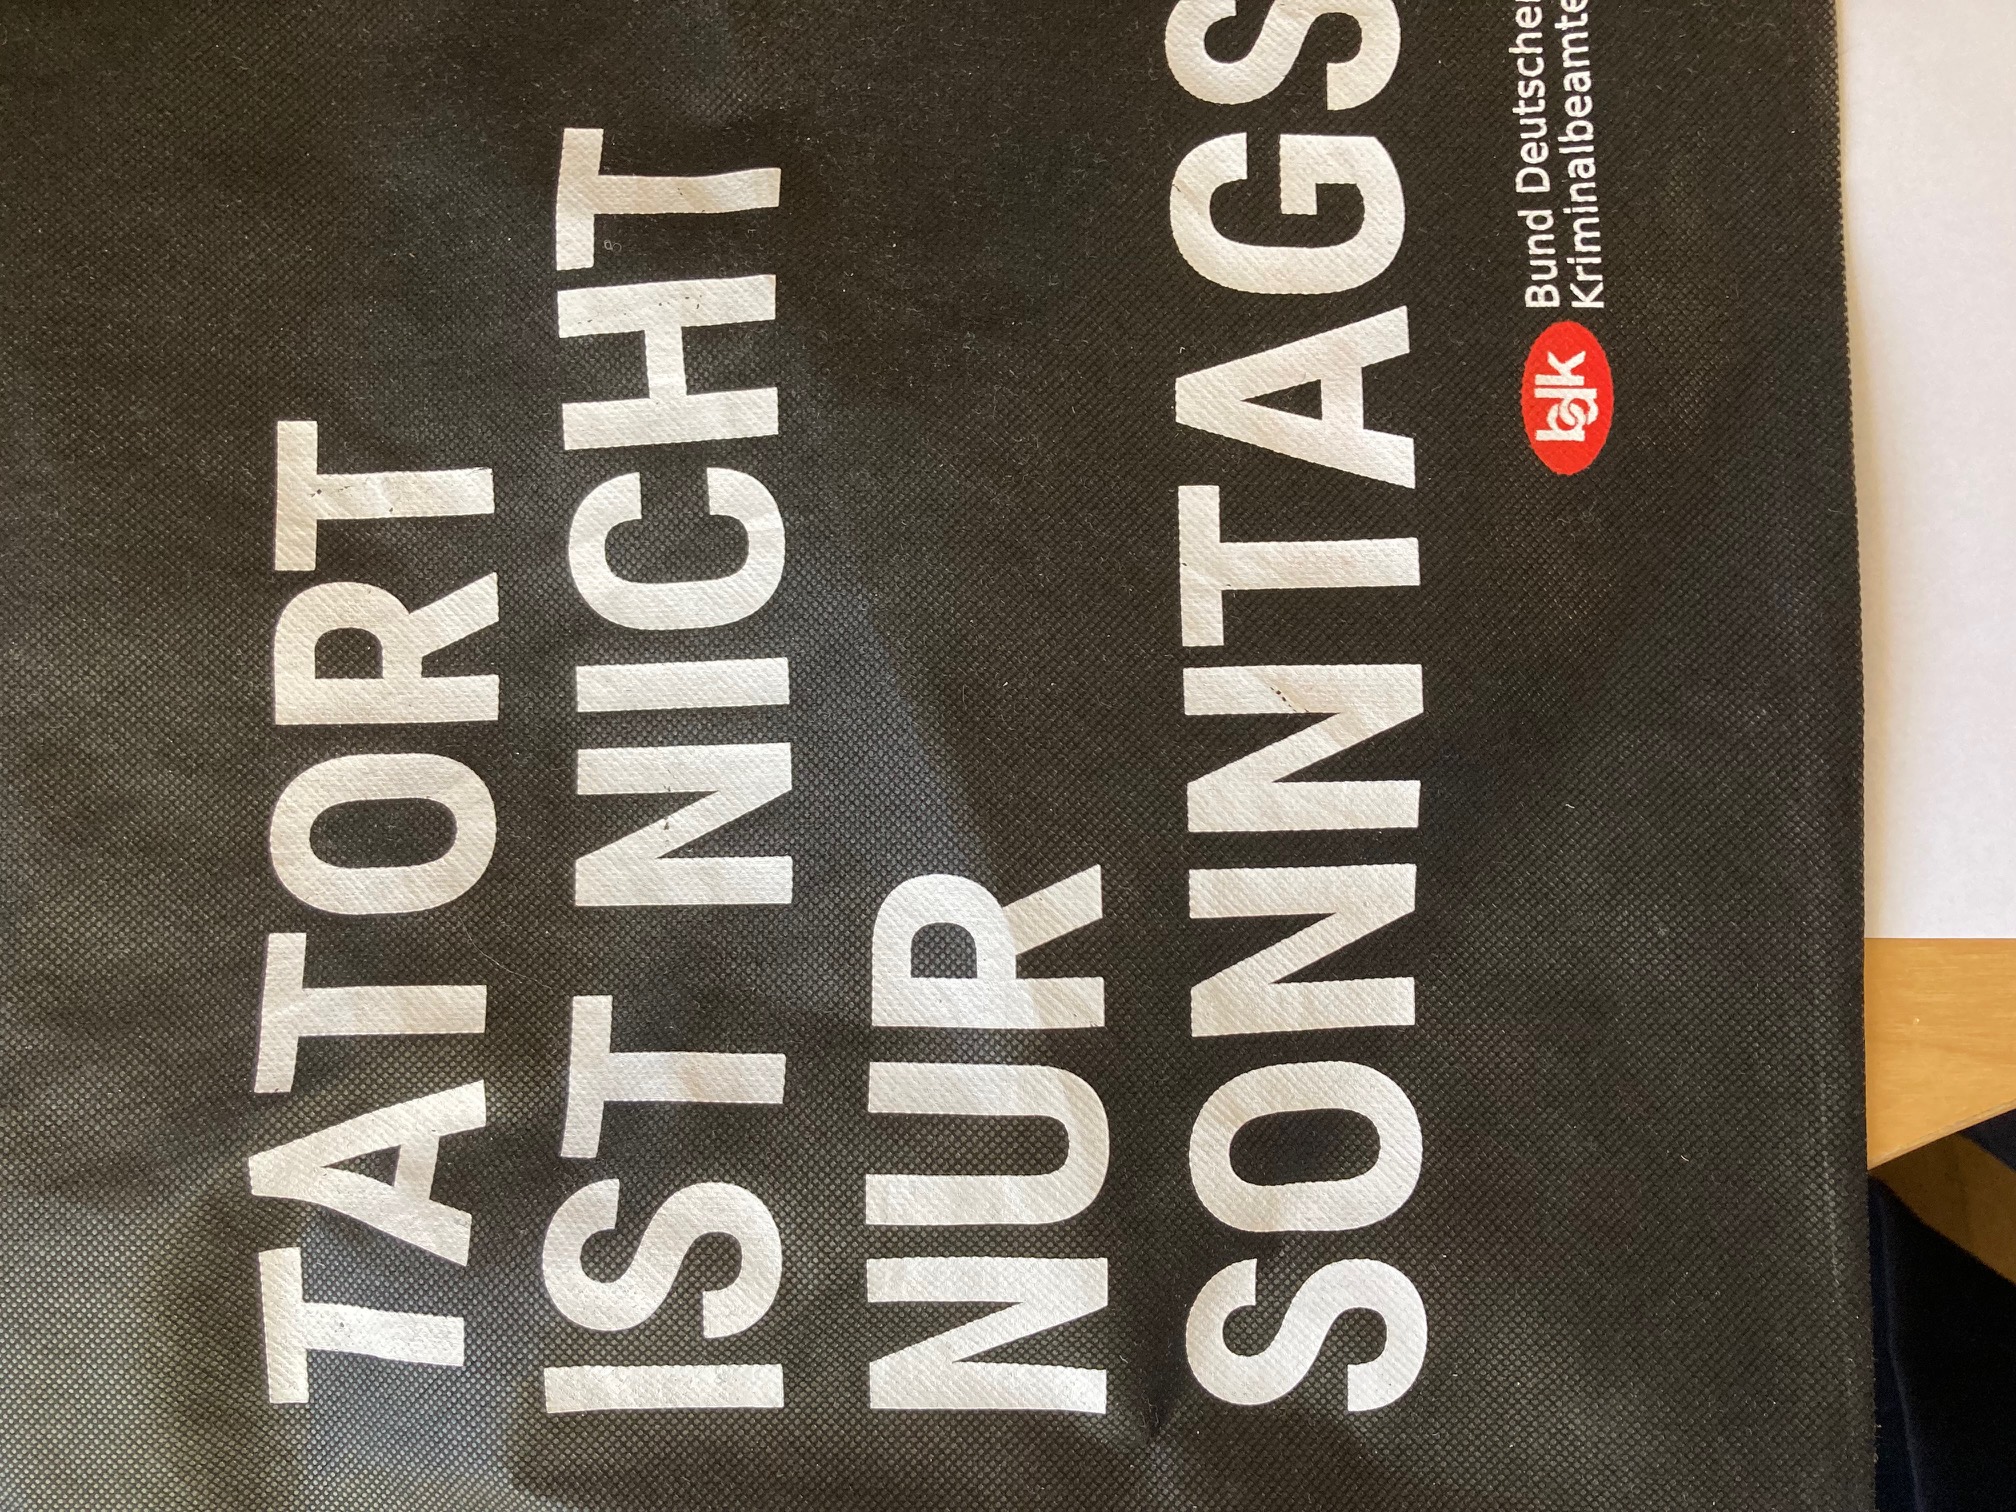 TATORT
IST NICHT
NUR
SONNTAGS
bdk
Bund Deutscher
Kriminalbeamte